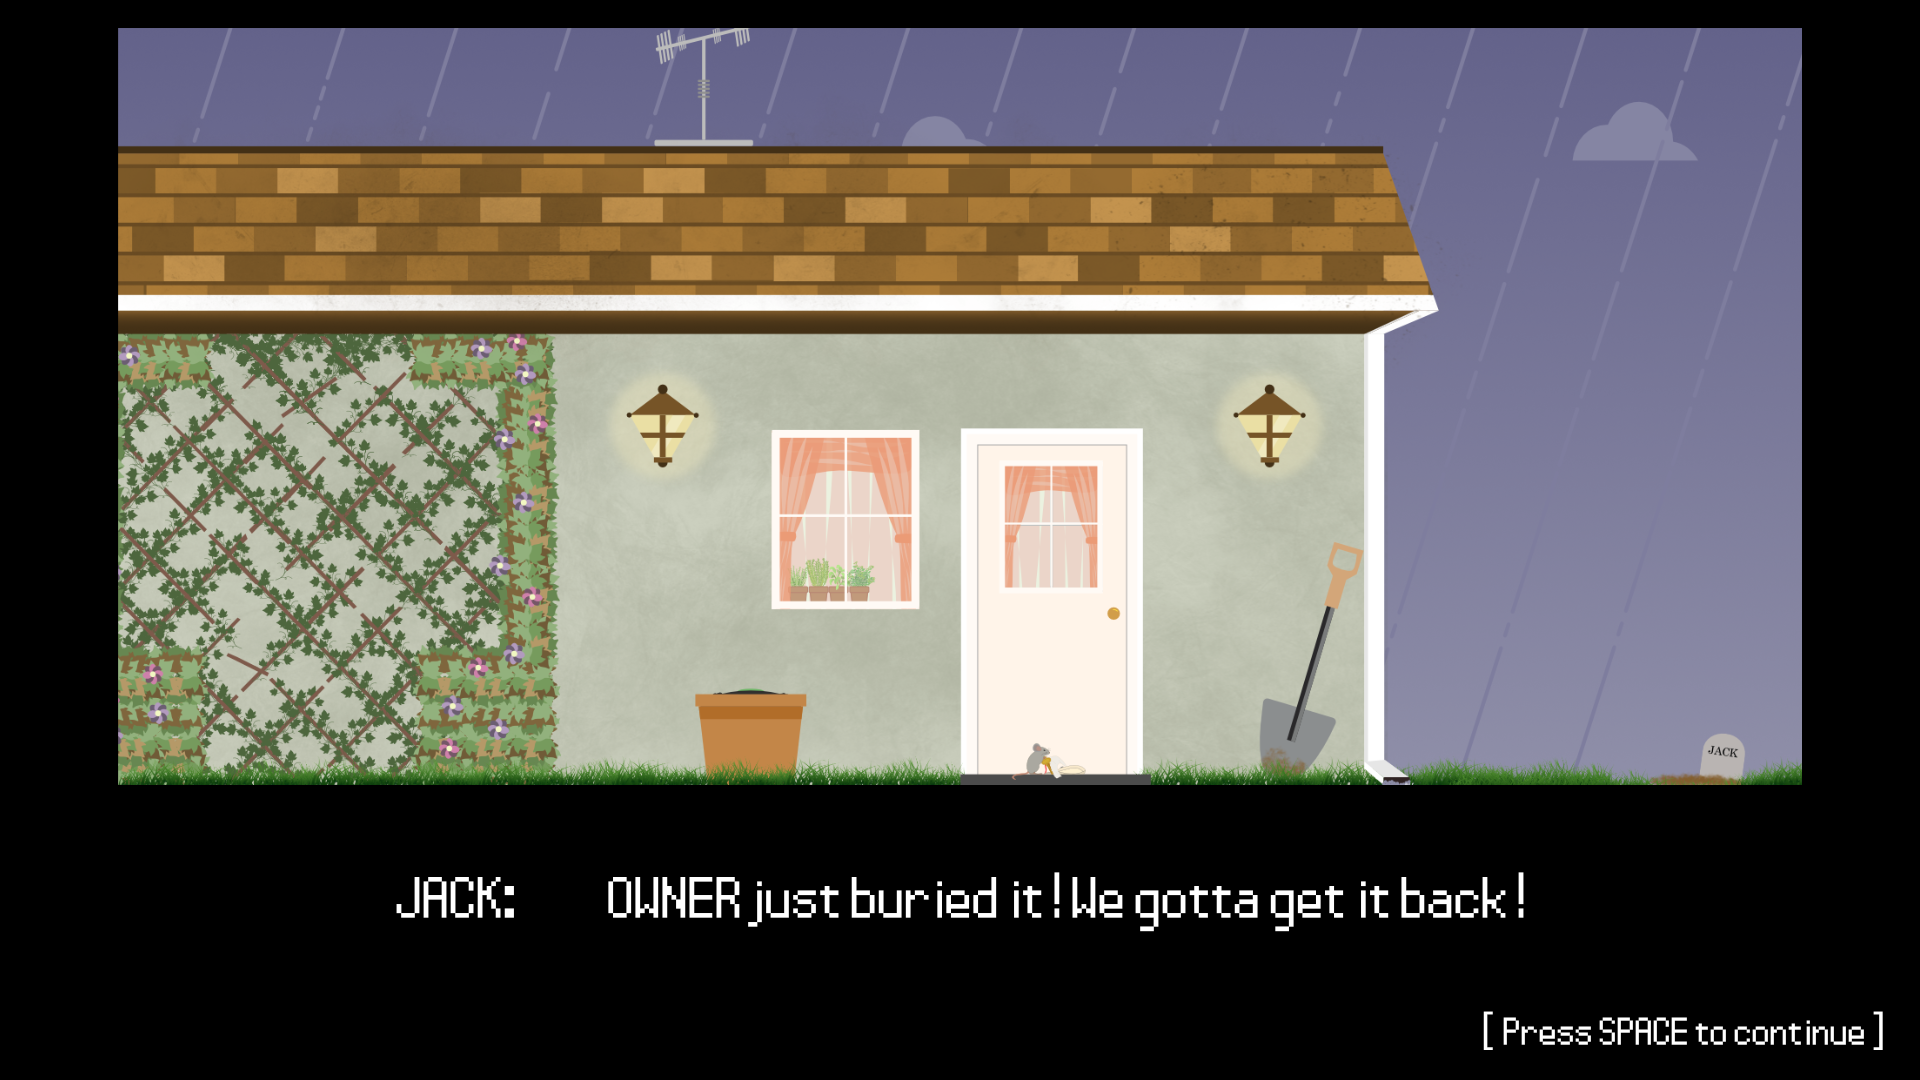 JACK
JACK: OWNER just buried it! We gotta get it back!
[ Press SPACE to continue ]